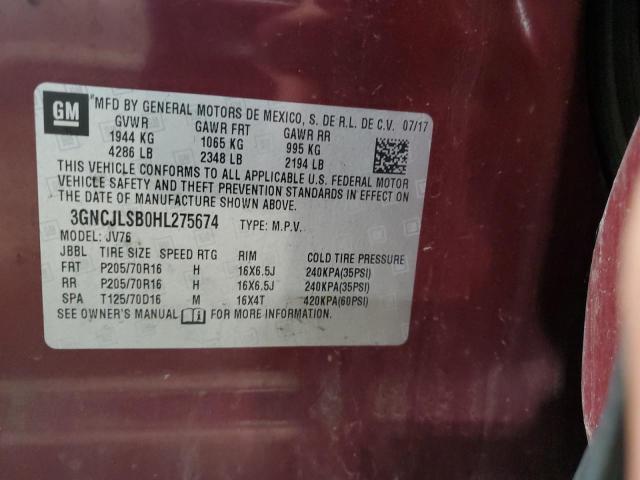 GM
MFD BY GENERAL MOTORS DE MEXICO, S. DE R.L. DE C.V. 07/17
GVWR GAWR FRT GAWR RR
1944 KG 1065 KG 995 KG
4286 LB 2348 LB 2194 LB
THIS VEHICLE CONFORMS TO ALL APPLICABLE U.S. FEDERAL MOTOR
VEHICLE SAFETY AND THEFT PREVENTION STANDARDS IN EFFECT ON
THE DATE OF MANUFACTURE SHOWN ABOVE.
3GNCJLSB0HL275674 TYPE: M.P.V.
MODEL: JV76
JBBL TIRE SIZE SPEED RTG RIM COLD TIRE PRESSURE
FRT P205/70R16 H 16X6.5J 240KPA(35PSI)
RR P205/70R16 H 16X6.5J 240KPA(35PSI)
SPA T125/70D16 M 16X4T 420KPA(60PSI)
SEE OWNER'S MANUAL FOR MORE INFORMATION.